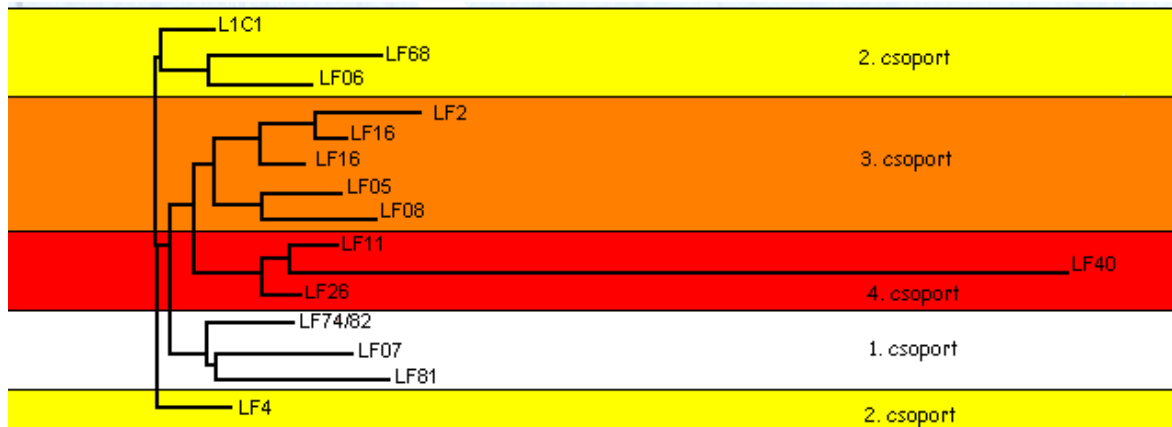 L1C1
LF68
2. csoport
LF06
LF2
LF16
LF16
3. csoport
LF05
LF08
LF11
LF40
LF26
4. csoport
LF74/82
LF07
1. csoport
LF81
LF4
2. csoport